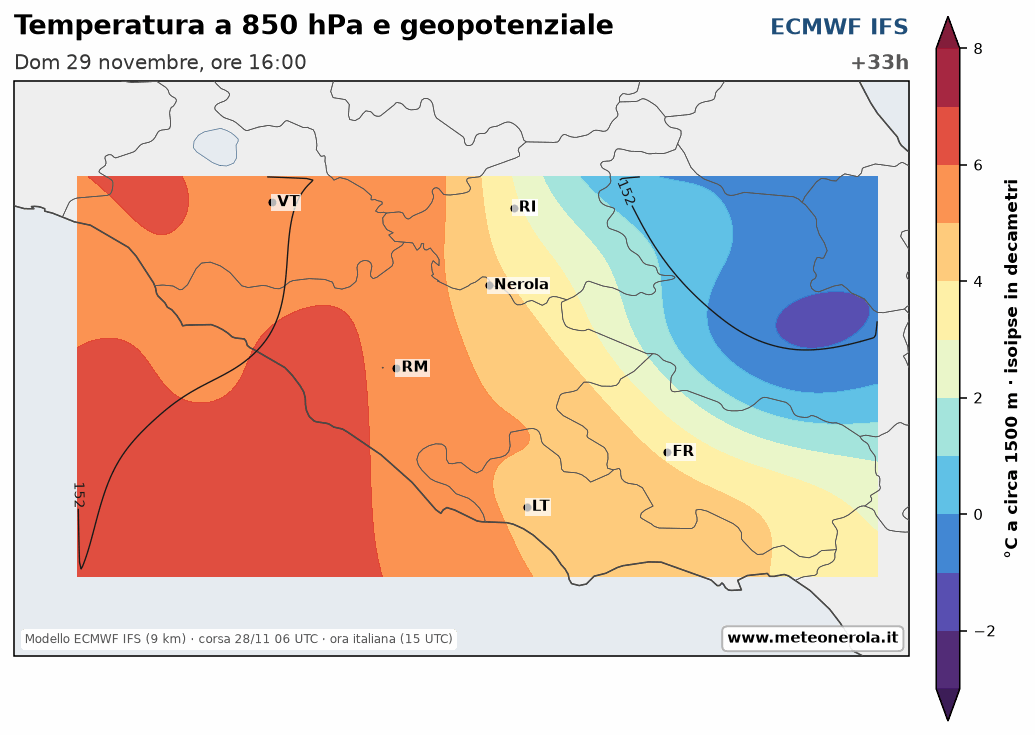 Temperatura a 850 hPa e geopotenziale
ECMWF IFS
Dom 29 novembre, ore 16:00
+33h
152
VT
RI
Nerola
RM
FR
152
LT
8
6
4
2
0
−2
°C a circa 1500 m · isoipse in decametri
Modello ECMWF IFS (9 km) · corsa 28/11 06 UTC · ora italiana (15 UTC)
www.meteonerola.it